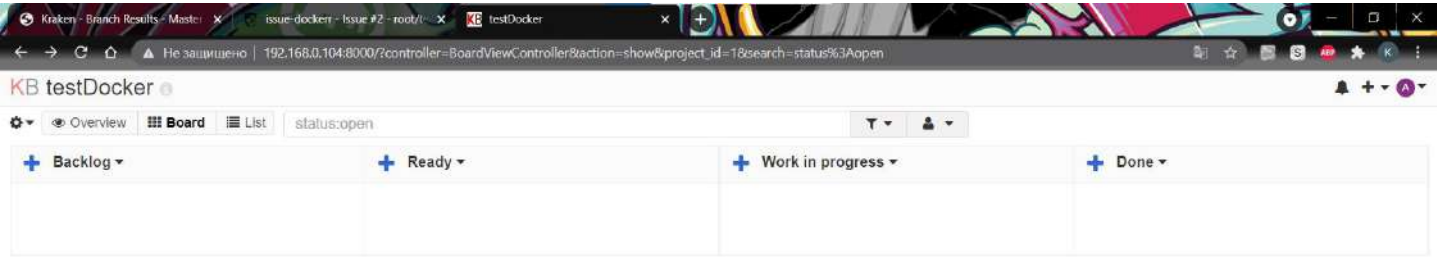 Kraken - Branch Results - Master
issue-dockerr - Issue #2 - root/t
KB testDocker
Не защищено | 192.168.0.104:8000/?controller=BoardViewController&action=show&project_id=1&search=status%3Aopen
S ABP K
KB testDocker
A
Overview Board List status:open
Backlog Ready Work in progress Done